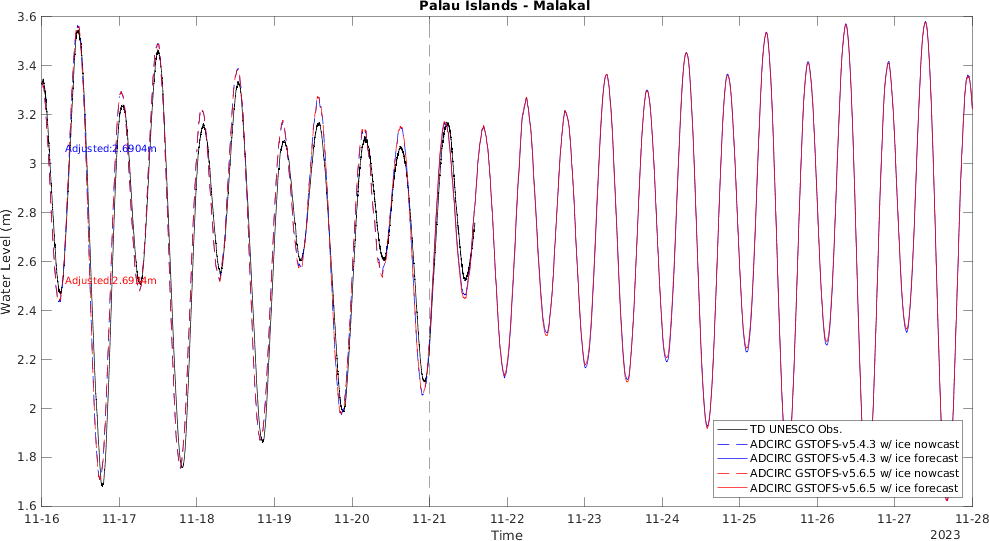 Palau Islands - Malakal
3.6
3.4
3.2
3
2.8
2.6
2.4
2.2
2
1.8
1.6
Water Level (m)
Adjusted:2.6904m
TD UNESCO Obs.
ADCIRC GSTOFS-v5.4.3 w/ ice nowcast
ADCIRC GSTOFS-v5.4.3 w/ ice forecast
ADCIRC GSTOFS-v5.6.5 w/ ice nowcast
ADCIRC GSTOFS-v5.6.5 w/ ice forecast
11-16 11-17 11-18 11-19 11-20 11-21 11-22 11-23 11-24 11-25 11-26 11-27 11-28
Time
2023